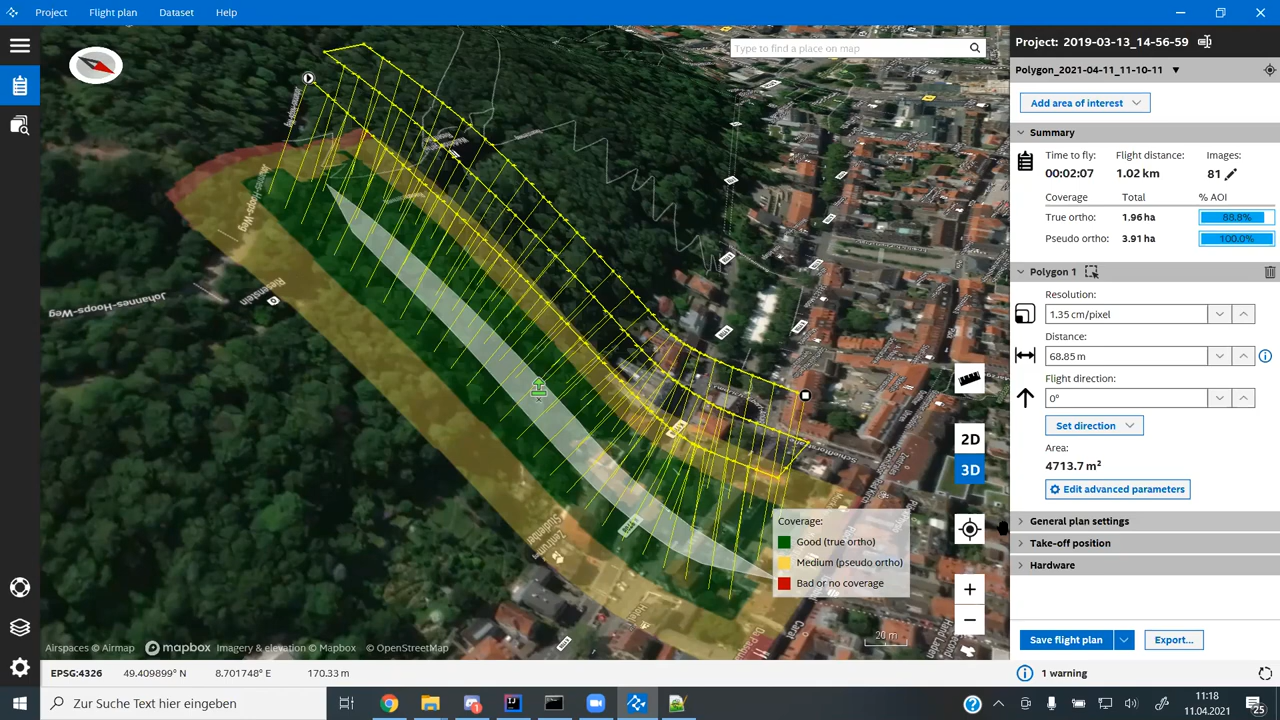 Project
Flight plan
Dataset
Help
Type to find a place on map
Project: 2019-03-13_14-56-59
Polygon_2021-04-11_11-10-11
Add area of interest
Summary
Time to fly:
Flight distance:
Images:
00:02:07
1.02 km
81
Coverage
Total
% AOI
True ortho:
1.96 ha
88.8%
Pseudo ortho:
3.91 ha
100.0%
Polygon 1
Resolution:
1.35 cm/pixel
Distance:
68.85 m
Flight direction:
0°
Set direction
Area:
4713.7 m²
Edit advanced parameters
General plan settings
Take-off position
Hardware
Save flight plan
Export...
1 warning
Johannes-Hoops-Weg
Riesenstein
2D
3D
Coverage:
Good (true ortho)
Medium (pseudo ortho)
Bad or no coverage
20 m
Airspaces © Airmap
mapbox
Imagery & elevation © Mapbox
© OpenStreetMap
EPSG:4326
49.409899° N
8.701748° E
170.33 m
Zur Suche Text hier eingeben
11:18
11.04.2021
25